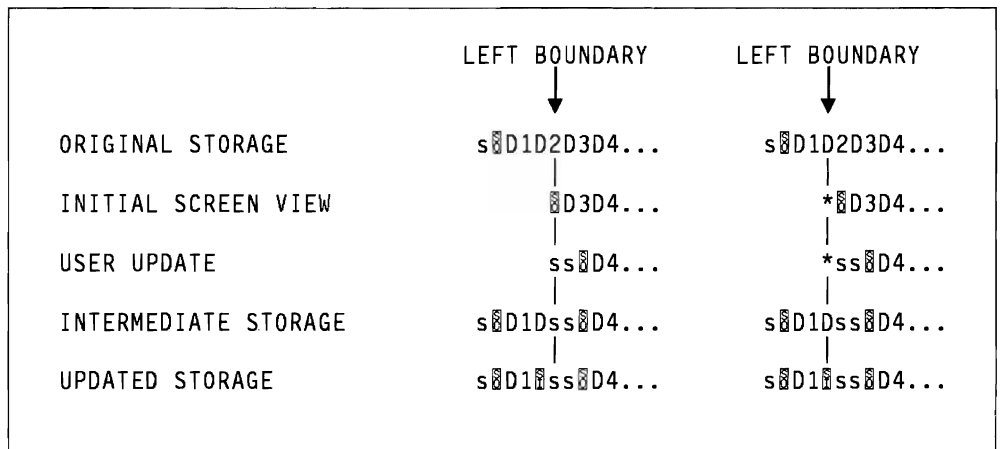 LEFT BOUNDARY LEFT BOUNDARY
ORIGINAL STORAGE s▯D1D2D3D4... s▯D1D2D3D4...
INITIAL SCREEN VIEW ▯D3D4... *▯D3D4...
USER UPDATE ss▯D4... *ss▯D4...
INTERMEDIATE STORAGE s▯D1Dss▯D4... s▯D1Dss▯D4...
UPDATED STORAGE s▯D1▯ss▯D4... s▯D1▯ss▯D4...